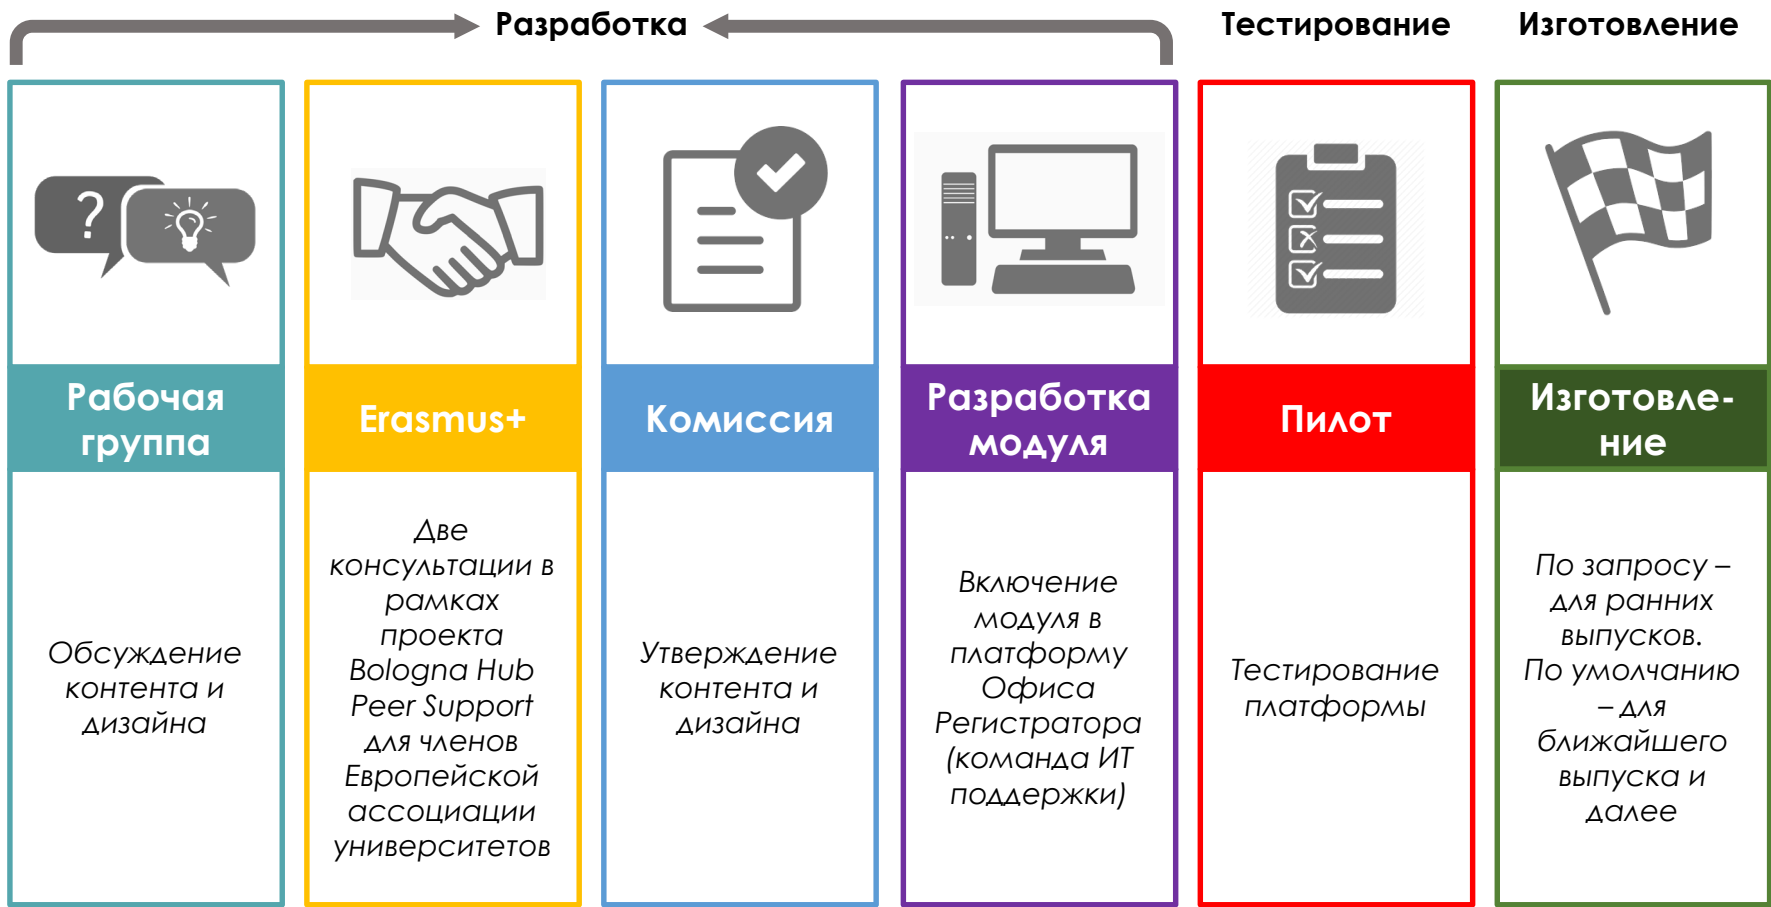 Разработка
Тестирование
Изготовление
?
Рабочая
группа
Обсуждение
контента и
дизайна
Erasmus+
Две
консультации в
рамках
проекта
Bologna Hub
Peer Support
для членов
Европейской
ассоциации
университетов
Комиссия
Утверждение
контента и
дизайна
Разработка
модуля
Включение
модуля в
платформу
Офиса
Регистратора
(команда ИТ
поддержки)
Пилот
Тестирование
платформы
Изготовле-
ние
По запросу –
для ранних
выпусков.
По умолчанию
– для
ближайшего
выпуска и
далее